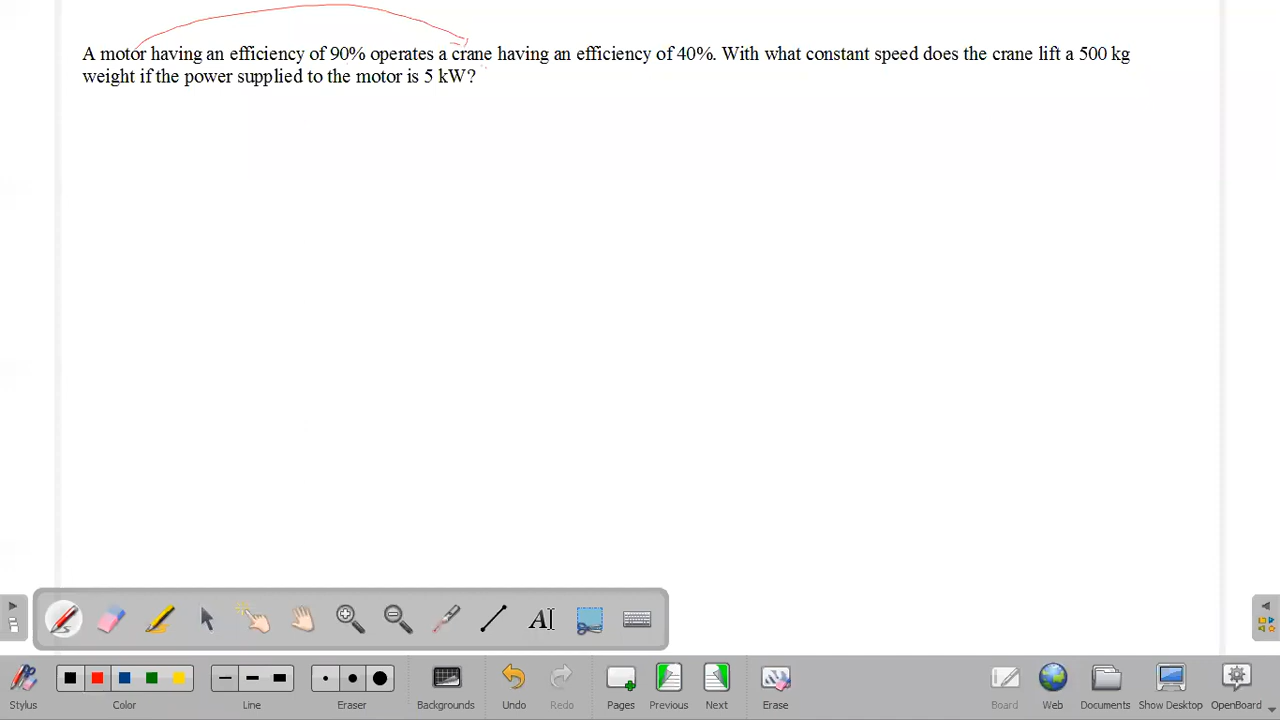 A motor having an efficiency of 90% operates a crane having an efficiency of 40%. With what constant speed does the crane lift a 500 kg
weight if the power supplied to the motor is 5 kW?
A
Stylus
Color
Line
Eraser
Backgrounds
Undo
Redo
Pages
Previous
Next
Erase
Board
Web
Documents
Show Desktop
OpenBoard